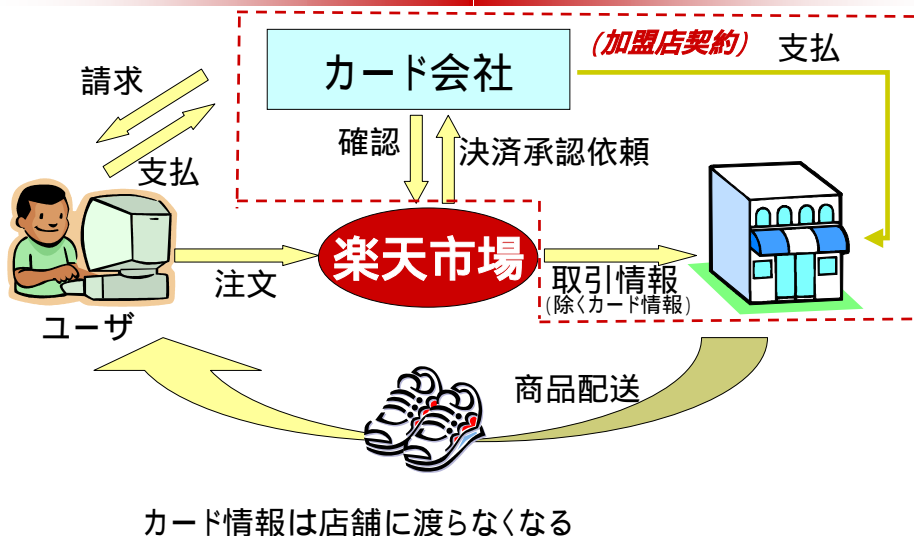 カード会社
(加盟店契約)
支払
請求
支払
確認
決済承認依頼
ユーザ
注文
楽天市場
取引情報
(除くカード情報)
商品配送
カード情報は店舗に渡らなくなる